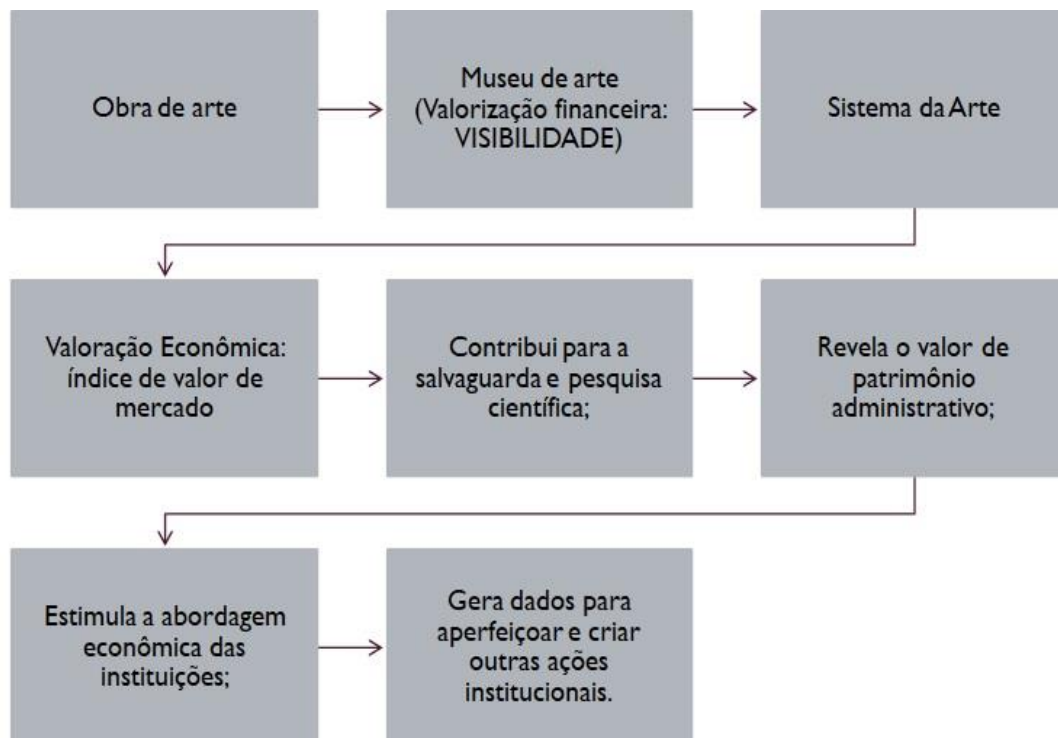 Obra de arte
Museu de arte
(Valorização financeira:
VISIBILIDADE)
Sistema da Arte
Valoração Econômica:
índice de valor de
mercado
Contribui para a
salvaguarda e pesquisa
científica;
Revela o valor de
patrimônio
administrativo;
Estimula a abordagem
econômica das
instituições;
Gera dados para
aperfeiçoar e criar
outras ações
institucionais.